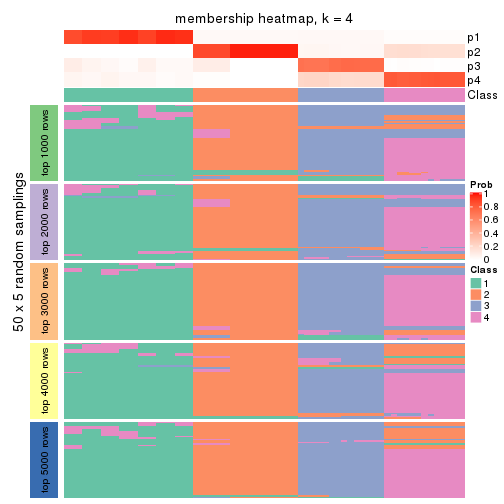 membership heatmap, k = 4
p1
p2
p3
p4
Class
50 x 5 random samplings
top 1000 rows
top 2000 rows
top 3000 rows
top 4000 rows
top 5000 rows
Prob
1
0.8
0.6
0.4
0.2
0
Class
1
2
3
4